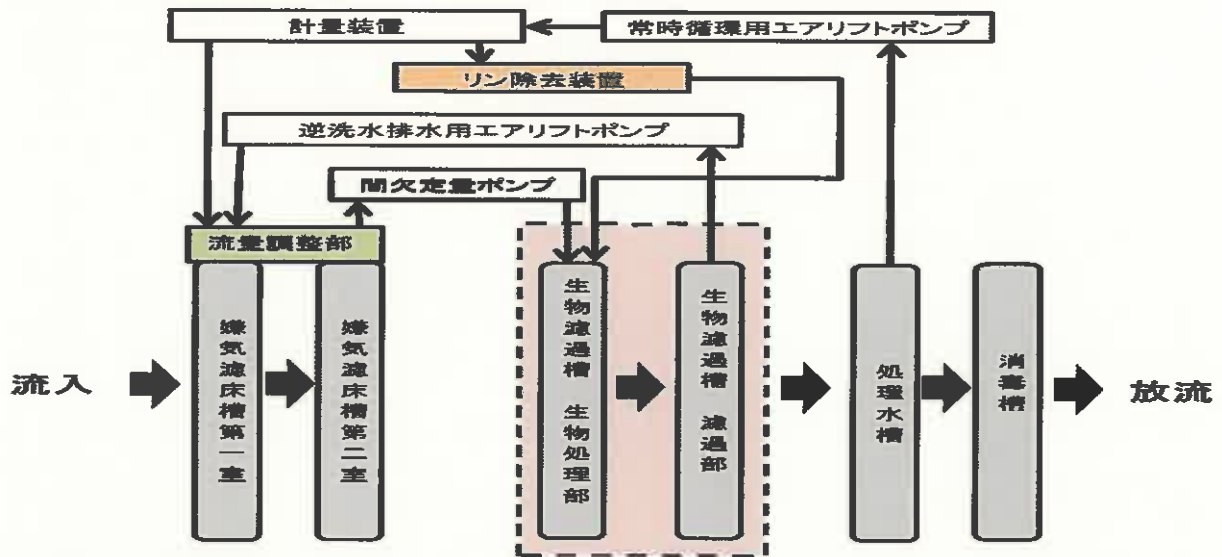 計量装置
常時循環用エアリフトポンプ
リン除去装置
逆洗水排水用エアリフトポンプ
間欠定量ポンプ
流量調整部
流入
嫌気濾床槽第一室
嫌気濾床槽第二室
生物濾過槽 生物処理部
生物濾過槽 濾過部
処理水槽
消毒槽
放流